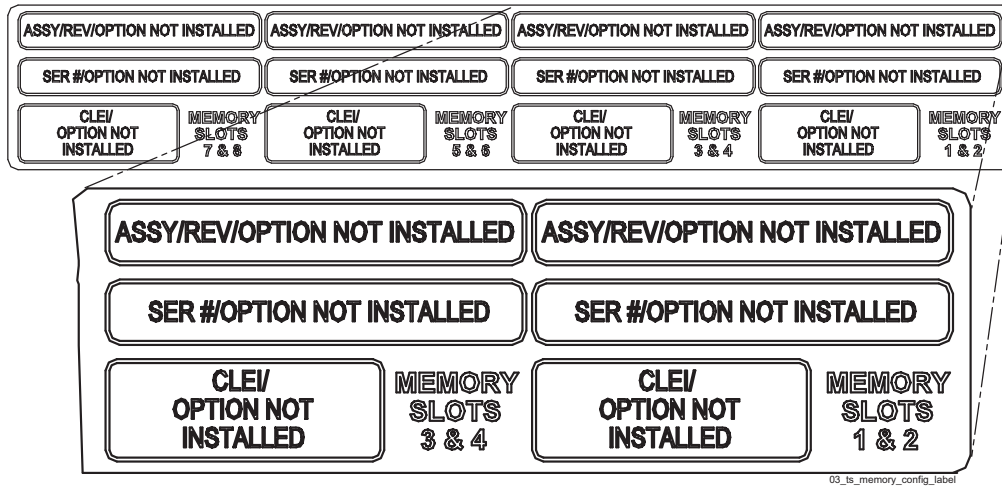 ASSY/REV/OPTION NOT INSTALLED ASSY/REV/OPTION NOT INSTALLED ASSY/REV/OPTION NOT INSTALLED ASSY/REV/OPTION NOT INSTALLED
SER #/OPTION NOT INSTALLED SER #/OPTION NOT INSTALLED SER #/OPTION NOT INSTALLED SER #/OPTION NOT INSTALLED
CLEI/
OPTION NOT
INSTALLED
MEMORY
SLOTS
7 & 8
CLEI/
OPTION NOT
INSTALLED
MEMORY
SLOTS
5 & 6
CLEI/
OPTION NOT
INSTALLED
MEMORY
SLOTS
3 & 4
CLEI/
OPTION NOT
INSTALLED
MEMORY
SLOTS
1 & 2
ASSY/REV/OPTION NOT INSTALLED ASSY/REV/OPTION NOT INSTALLED
SER #/OPTION NOT INSTALLED SER #/OPTION NOT INSTALLED
CLEI/
OPTION NOT
INSTALLED
MEMORY
SLOTS
3 & 4
CLEI/
OPTION NOT
INSTALLED
MEMORY
SLOTS
1 & 2
03_ts_memory_config_label